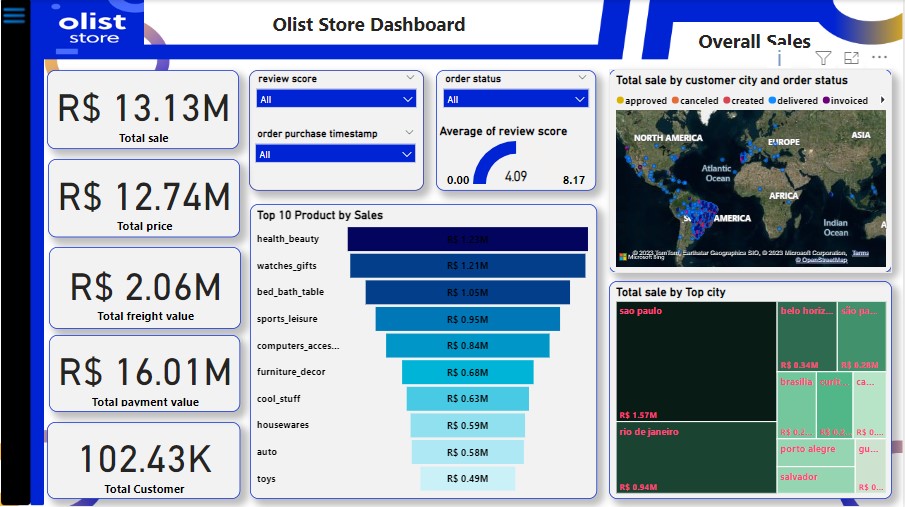 olist
store
Olist Store Dashboard
Overall Sales
R$ 13.13M
Total sale
R$ 12.74M
Total price
R$ 2.06M
Total freight value
R$ 16.01M
Total payment value
102.43K
Total Customer
review score
All
order purchase timestamp
All
order status
All
Average of review score
0.00
4.09
8.17
Top 10 Product by Sales
health_beauty
watches_gifts R$ 1.21M
bed_bath_table R$ 1.05M
sports_leisure R$ 0.95M
computers_acces... R$ 0.84M
furniture_decor R$ 0.68M
cool_stuff R$ 0.63M
housewares R$ 0.59M
auto R$ 0.58M
toys R$ 0.49M
Total sale by customer city and order status
approved canceled created delivered invoiced
NORTH AMERICA
EUROPE
ASIA
Atlantic
Ocean
AFRICA
AMERICA
Indian
Ocean
A
Microsoft Bing
© 2023 TomTom, Earthstar Geographics SIO, © 2023 Microsoft Corporation, Terms
© OpenStreetMap
Total sale by Top city
sao paulo
R$ 1.57M
rio de janeiro
R$ 0.94M
belo horiz...
R$ 0.34M
são pa...
brasilia
R$ 0.2...
curi...
R$ 0.2...
ca...
R$ 0....
porto alegre
salvador
gu...
R$ 0...